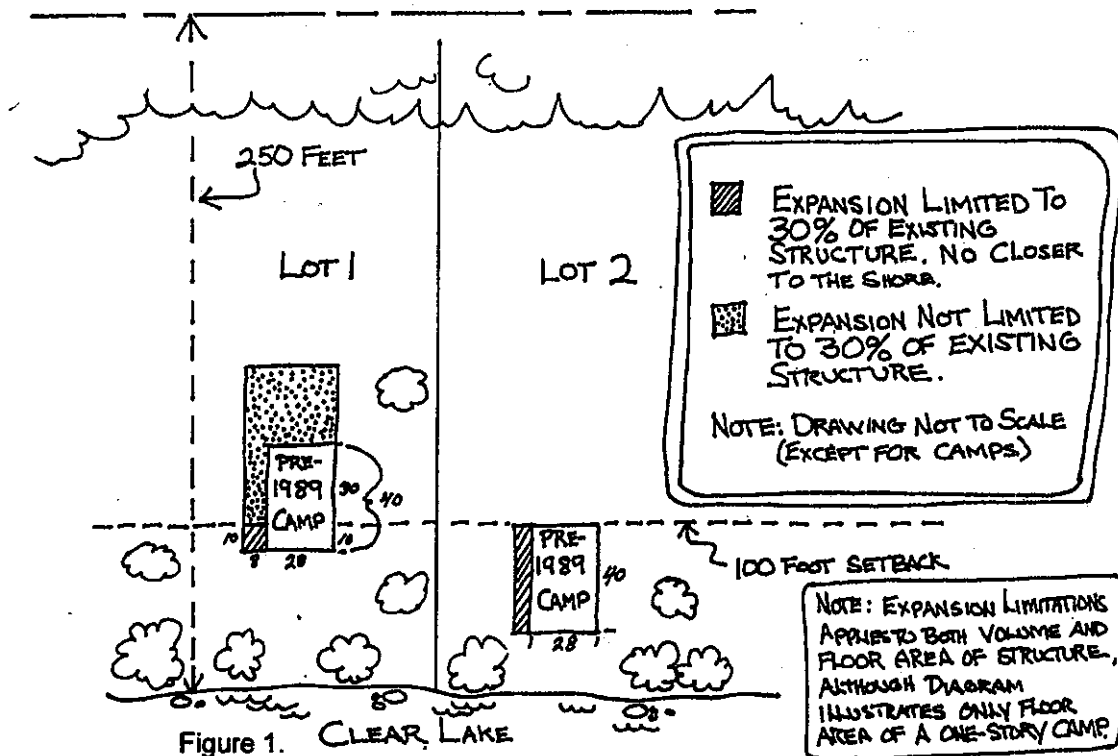 250 FEET
LOT 1
LOT 2
EXPANSION LIMITED TO
30% OF EXISTING
STRUCTURE. NO CLOSER
TO THE SHORE.
EXPANSION NOT LIMITED
TO 30% OF EXISTING
STRUCTURE.
NOTE: DRAWING NOT TO SCALE
(EXCEPT FOR CAMPS)
PRE-
1989
CAMP
30
40
10
8
28
10
PRE-
1989
CAMP
40
28
100 FOOT SETBACK
NOTE: EXPANSION LIMITATIONS
APPLIES TO BOTH VOLUME AND
FLOOR AREA OF STRUCTURE,
ALTHOUGH DIAGRAM
ILLUSTRATES ONLY FLOOR
AREA OF A ONE-STORY CAMP.
Figure 1.
CLEAR LAKE